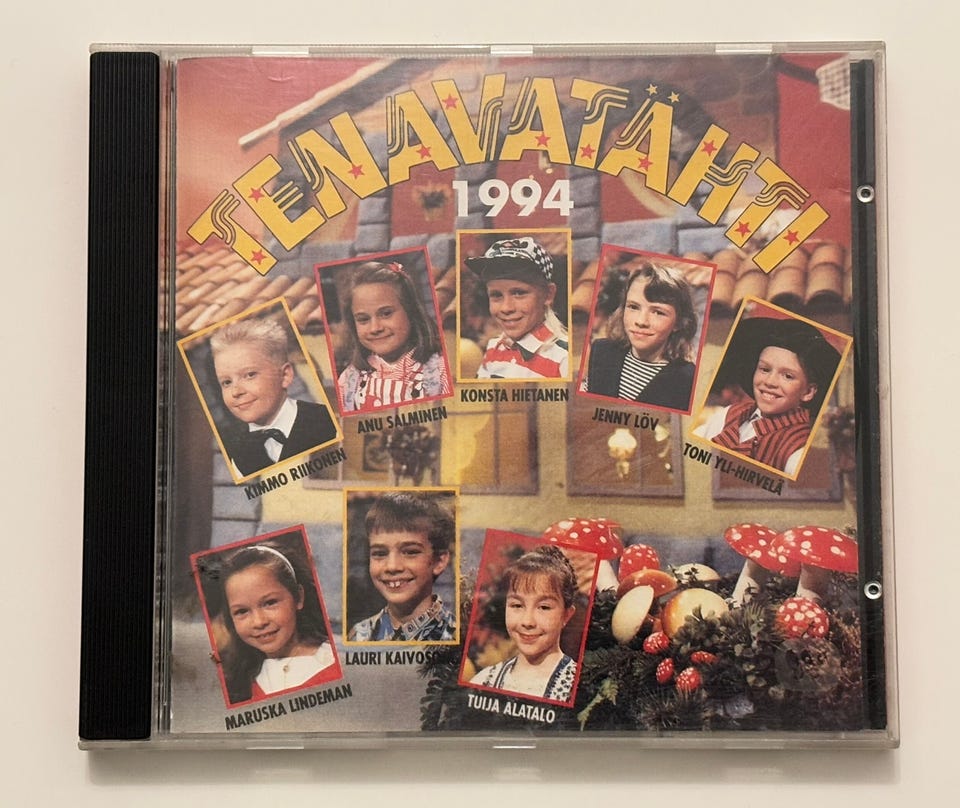 TENAVATÄHTI
1994
KIMMO RIIKONEN
ANU SALMINEN
KONSTA HIETANEN
JENNY LÖV
TONI YLI-HIRVELÄ
MARUSKA LINDEMAN
LAURI KAIVOSOJA
TUIJA ALATALO